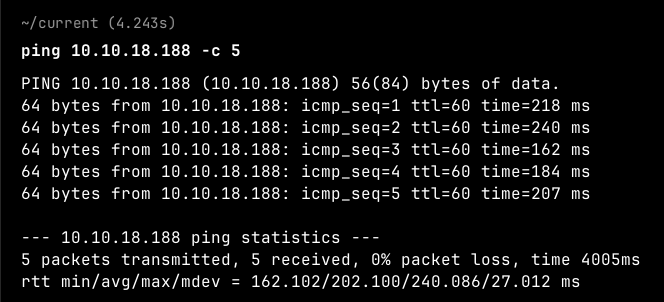 ~/current (4.243s)
ping 10.10.18.188 -c 5
PING 10.10.18.188 (10.10.18.188) 56(84) bytes of data.
64 bytes from 10.10.18.188: icmp_seq=1 ttl=60 time=218 ms
64 bytes from 10.10.18.188: icmp_seq=2 ttl=60 time=240 ms
64 bytes from 10.10.18.188: icmp_seq=3 ttl=60 time=162 ms
64 bytes from 10.10.18.188: icmp_seq=4 ttl=60 time=184 ms
64 bytes from 10.10.18.188: icmp_seq=5 ttl=60 time=207 ms
--- 10.10.18.188 ping statistics ---
5 packets transmitted, 5 received, 0% packet loss, time 4005ms
rtt min/avg/max/mdev = 162.102/202.100/240.086/27.012 ms